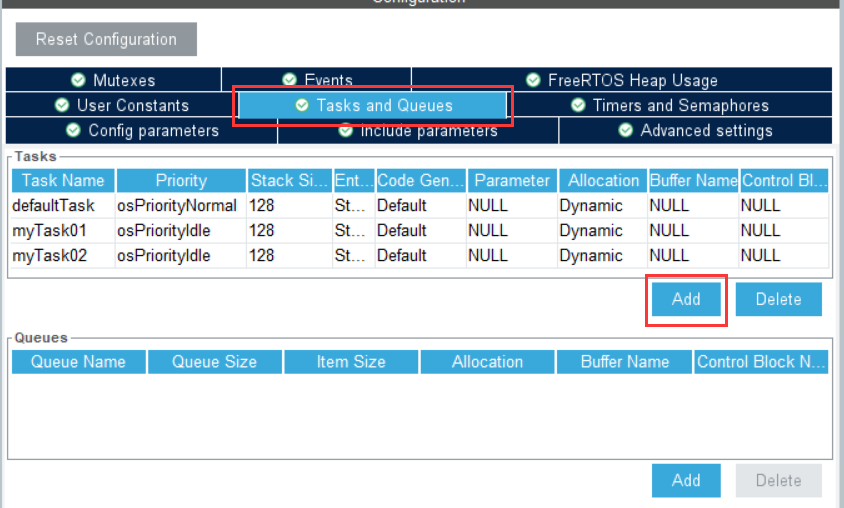 Configuration
Reset Configuration
Mutexes Events FreeRTOS Heap Usage
User Constants Tasks and Queues Timers and Semaphores
Config parameters Include parameters Advanced settings
Tasks
Task Name Priority Stack Si... Ent... Code Gen... Parameter Allocation Buffer Name Control Bl...
defaultTask osPriorityNormal 128 St... Default NULL Dynamic NULL NULL
myTask01 osPriorityIdle 128 St... Default NULL Dynamic NULL NULL
myTask02 osPriorityIdle 128 St... Default NULL Dynamic NULL NULL
Add Delete
Queues
Queue Name Queue Size Item Size Allocation Buffer Name Control Block N...
Add Delete